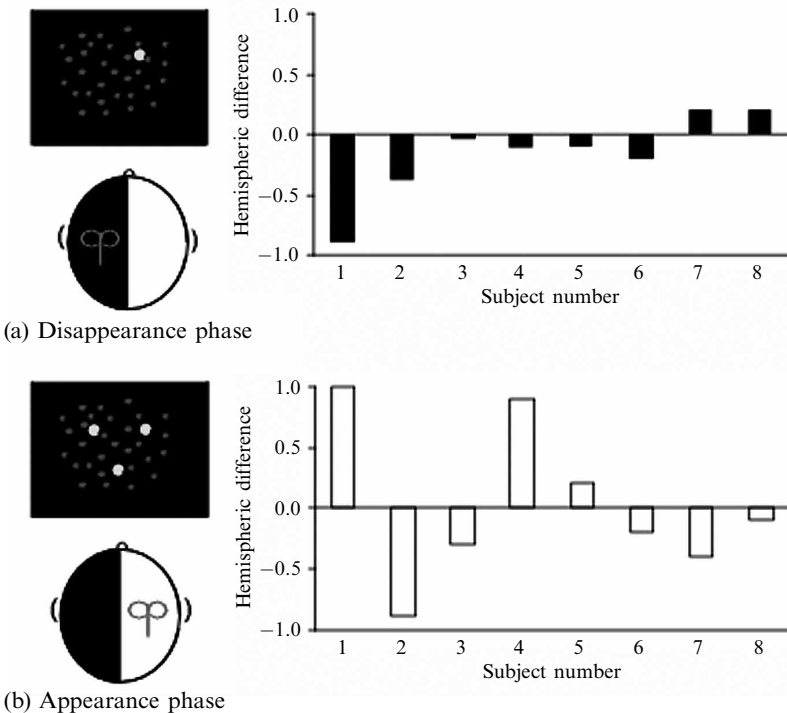 1.0
0.5
0.0
−0.5
−1.0
Hemispheric difference
1 2 3 4 5 6 7 8
Subject number
(a) Disappearance phase
1.0
0.5
0.0
−0.5
−1.0
Hemispheric difference
1 2 3 4 5 6 7 8
Subject number
(b) Appearance phase